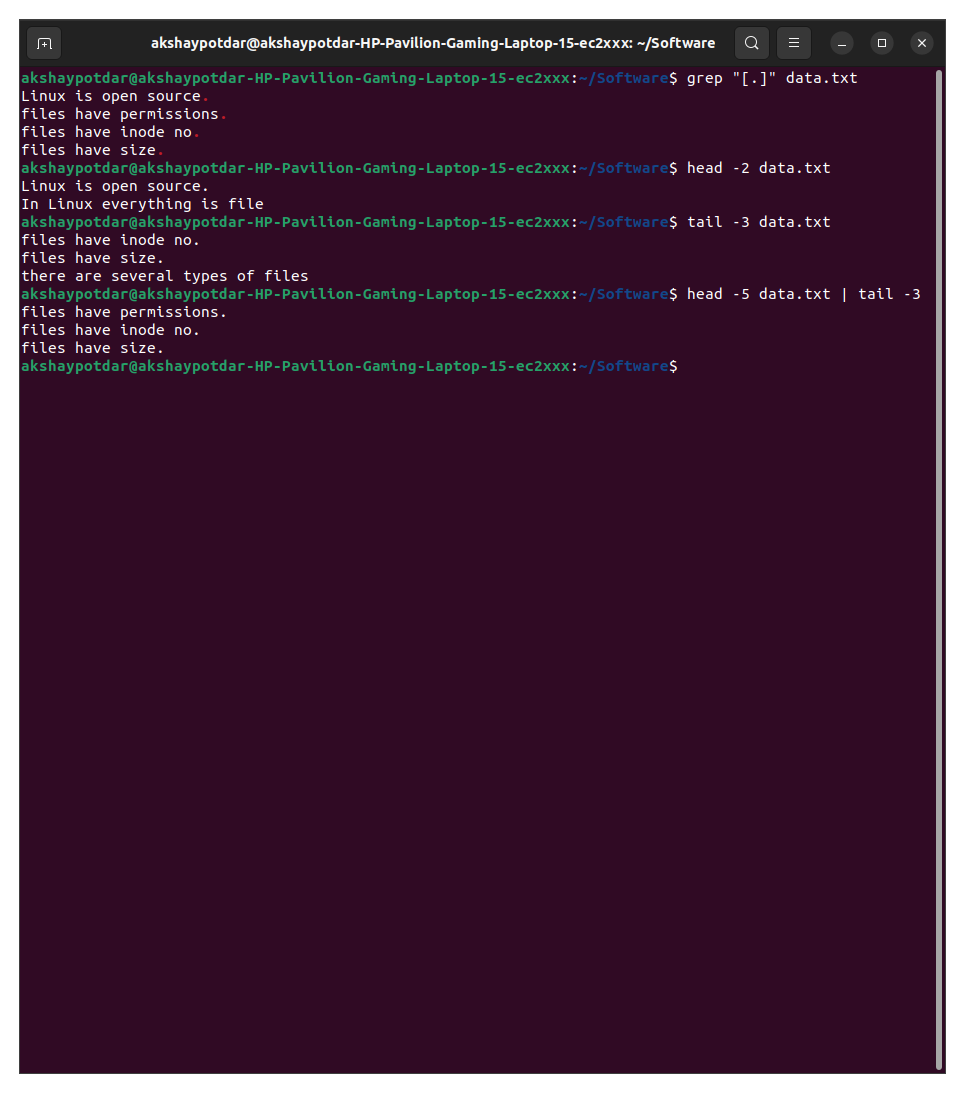 akshaypotdar@akshaypotdar-HP-Pavilion-Gaming-Laptop-15-ec2xxx: ~/Software
akshaypotdar@akshaypotdar-HP-Pavilion-Gaming-Laptop-15-ec2xxx:~/Software$ grep "[.]" data.txt
Linux is open source.
files have permissions.
files have inode no.
files have size.
akshaypotdar@akshaypotdar-HP-Pavilion-Gaming-Laptop-15-ec2xxx:~/Software$ head -2 data.txt
Linux is open source.
In Linux everything is file
akshaypotdar@akshaypotdar-HP-Pavilion-Gaming-Laptop-15-ec2xxx:~/Software$ tail -3 data.txt
files have inode no.
files have size.
there are several types of files
akshaypotdar@akshaypotdar-HP-Pavilion-Gaming-Laptop-15-ec2xxx:~/Software$ head -5 data.txt | tail -3
files have permissions.
files have inode no.
files have size.
akshaypotdar@akshaypotdar-HP-Pavilion-Gaming-Laptop-15-ec2xxx:~/Software$